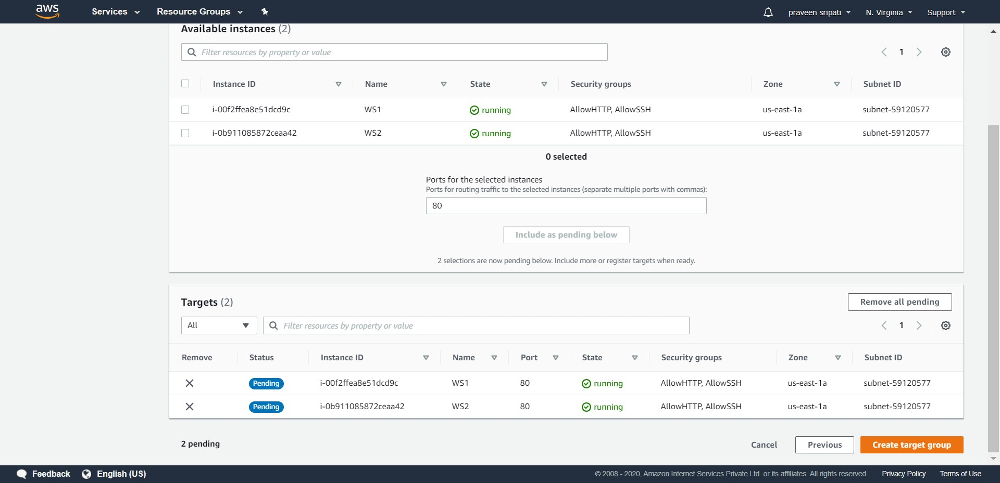 aws Services Resource Groups praveen sripati N. Virginia Support
Available instances (2)
Filter resources by property or value 1
Instance ID Name State Security groups Zone Subnet ID
i-00f2ffea8e51dcd9c WS1 running AllowHTTP, AllowSSH us-east-1a subnet-59120577
i-0b911085872ceaa42 WS2 running AllowHTTP, AllowSSH us-east-1a subnet-59120577
0 selected
Ports for the selected instances
Ports for routing traffic to the selected instances (separate multiple ports with commas):
80
Include as pending below
2 selections are now pending below. Include more or register targets when ready.
Targets (2) Remove all pending
All Filter resources by property or value 1
Remove Status Instance ID Name Port State Security groups Zone Subnet ID
Pending i-00f2ffea8e51dcd9c WS1 80 running AllowHTTP, AllowSSH us-east-1a subnet-59120577
Pending i-0b911085872ceaa42 WS2 80 running AllowHTTP, AllowSSH us-east-1a subnet-59120577
2 pending Cancel Previous Create target group
Feedback English (US) © 2008 - 2020, Amazon Internet Services Private Ltd. or its affiliates. All rights reserved. Privacy Policy Terms of Use